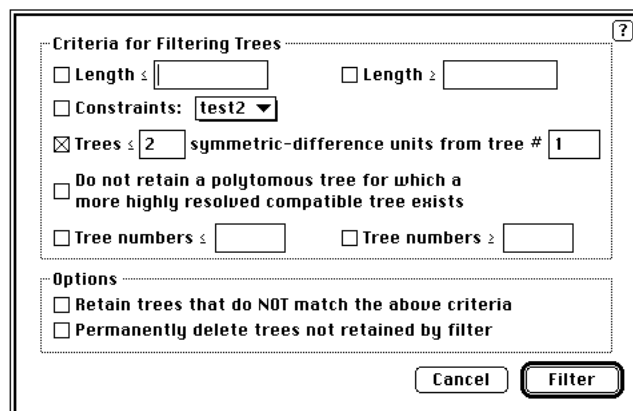 ?
Criteria for Filtering Trees
Length ≤ Length ≥
Constraints: test2
Trees ≤ 2 symmetric-difference units from tree # 1
Do not retain a polytomous tree for which a
more highly resolved compatible tree exists
Tree numbers ≤ Tree numbers ≥
Options
Retain trees that do NOT match the above criteria
Permanently delete trees not retained by filter
Cancel Filter